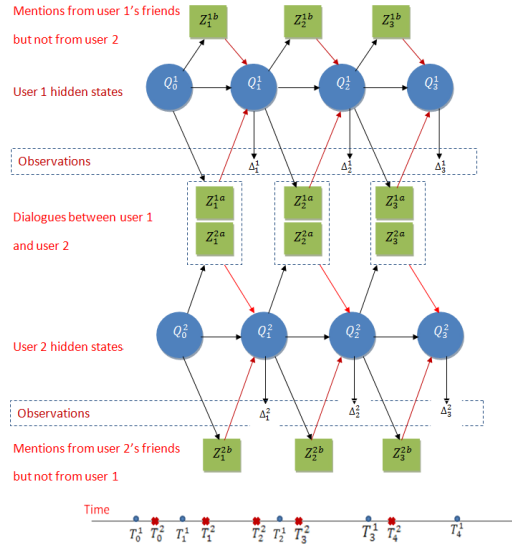 Mentions from user 1's friends
but not from user 2
Z_1^{1b} Z_2^{1b} Z_3^{1b}
User 1 hidden states
Q_0^1 Q_1^1 Q_2^1 Q_3^1
Observations
Δ_1^1 Δ_2^1 Δ_3^1
Dialogues between user 1
and user 2
Z_1^{1a} Z_2^{1a} Z_3^{1a}
Z_1^{2a} Z_2^{2a} Z_3^{2a}
User 2 hidden states
Q_0^2 Q_1^2 Q_2^2 Q_3^2
Observations
Δ_1^2 Δ_2^2 Δ_3^2
Mentions from user 2's friends
but not from user 1
Z_1^{2b} Z_2^{2b} Z_3^{2b}
Time
T_0^1 T_0^2 T_1^1 T_1^2 T_2^2 T_2^1 T_3^2 T_3^1 T_4^2 T_4^1